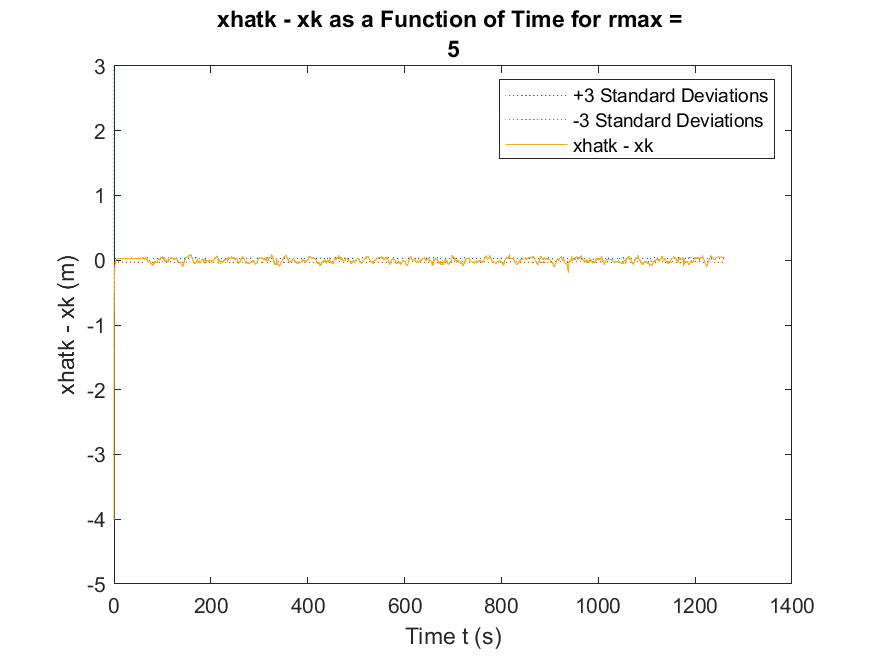 xhatk - xk as a Function of Time for rmax =
5
+3 Standard Deviations
-3 Standard Deviations
xhatk - xk
3
2
1
0
-1
-2
-3
-4
-5
xhatk - xk (m)
0 200 400 600 800 1000 1200 1400
Time t (s)